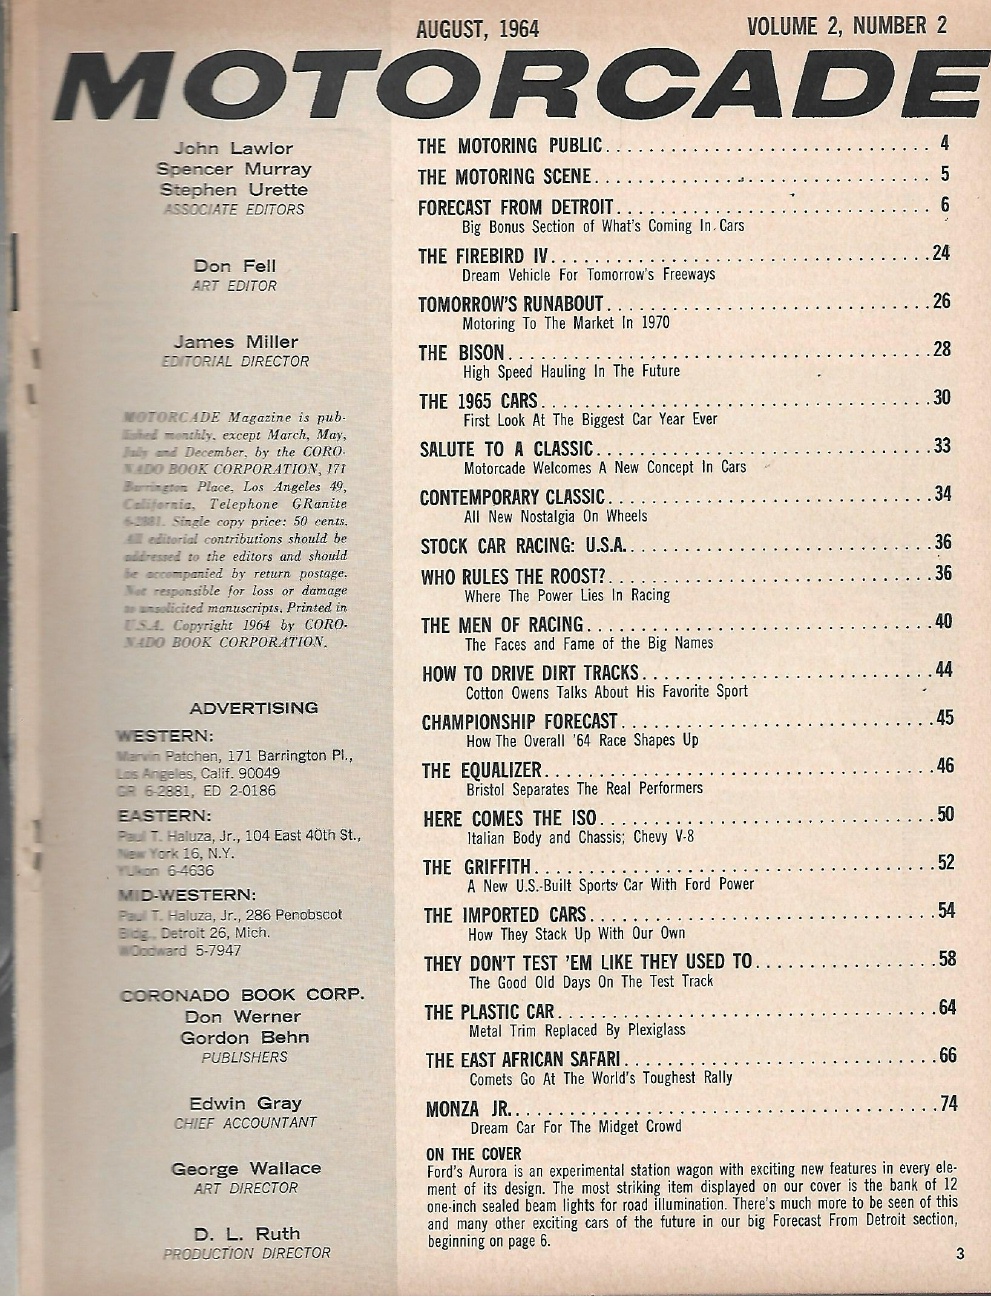 AUGUST, 1964
VOLUME 2, NUMBER 2
MOTORCADE
John Lawlor
Spencer Murray
Stephen Urette
ASSOCIATE EDITORS
Don Fell
ART EDITOR
James Miller
EDITORIAL DIRECTOR
MOTORCADE Magazine is pub-
lished monthly, except March, May,
July and December, by the CORO-
NADO BOOK CORPORATION, 171
Barrington Place, Los Angeles 49,
California, Telephone GRanite
6-2881. Single copy price: 50 cents.
All editorial contributions should be
addressed to the editors and should
be accompanied by return postage.
Not responsible for loss or damage
to unsolicited manuscripts. Printed in
U.S.A. Copyright 1964 by CORO-
NADO BOOK CORPORATION.
ADVERTISING
WESTERN:
Marvin Patchen, 171 Barrington Pl.,
Los Angeles, Calif. 90049
GR 6-2881, ED 2-0186
EASTERN:
Paul T. Haluza, Jr., 104 East 40th St.,
New York 16, N.Y.
YUkon 6-4636
MID-WESTERN:
Paul T. Haluza, Jr., 286 Penobscot
Bldg., Detroit 26, Mich.
WOodward 5-7947
CORONADO BOOK CORP.
Don Werner
Gordon Behn
PUBLISHERS
Edwin Gray
CHIEF ACCOUNTANT
George Wallace
ART DIRECTOR
D. L. Ruth
PRODUCTION DIRECTOR
THE MOTORING PUBLIC................................ 4
THE MOTORING SCENE................................. 5
FORECAST FROM DETROIT............................... 6
Big Bonus Section of What's Coming In Cars
THE FIREBIRD IV.....................................24
Dream Vehicle For Tomorrow's Freeways
TOMORROW'S RUNABOUT................................26
Motoring To The Market In 1970
THE BISON..........................................28
High Speed Hauling In The Future
THE 1965 CARS.......................................30
First Look At The Biggest Car Year Ever
SALUTE TO A CLASSIC.................................33
Motorcade Welcomes A New Concept In Cars
CONTEMPORARY CLASSIC................................34
All New Nostalgia On Wheels
STOCK CAR RACING: U.S.A..............................36
WHO RULES THE ROOST?................................36
Where The Power Lies In Racing
THE MEN OF RACING...................................40
The Faces and Fame of the Big Names
HOW TO DRIVE DIRT TRACKS.............................44
Cotton Owens Talks About His Favorite Sport
CHAMPIONSHIP FORECAST...............................45
How The Overall '64 Race Shapes Up
THE EQUALIZER.......................................46
Bristol Separates The Real Performers
HERE COMES THE ISO..................................50
Italian Body and Chassis; Chevy V-8
THE GRIFFITH........................................52
A New U.S.-Built Sports Car With Ford Power
THE IMPORTED CARS...................................54
How They Stack Up With Our Own
THEY DON'T TEST 'EM LIKE THEY USED TO..................58
The Good Old Days On The Test Track
THE PLASTIC CAR......................................64
Metal Trim Replaced By Plexiglass
THE EAST AFRICAN SAFARI...............................66
Comets Go At The World's Toughest Rally
MONZA JR...........................................74
Dream Car For The Midget Crowd
ON THE COVER
Ford's Aurora is an experimental station wagon with exciting new features in every ele-
ment of its design. The most striking item displayed on our cover is the bank of 12
one-inch sealed beam lights for road illumination. There's much more to be seen of this
and many other exciting cars of the future in our big Forecast From Detroit section,
beginning on page 6.
3